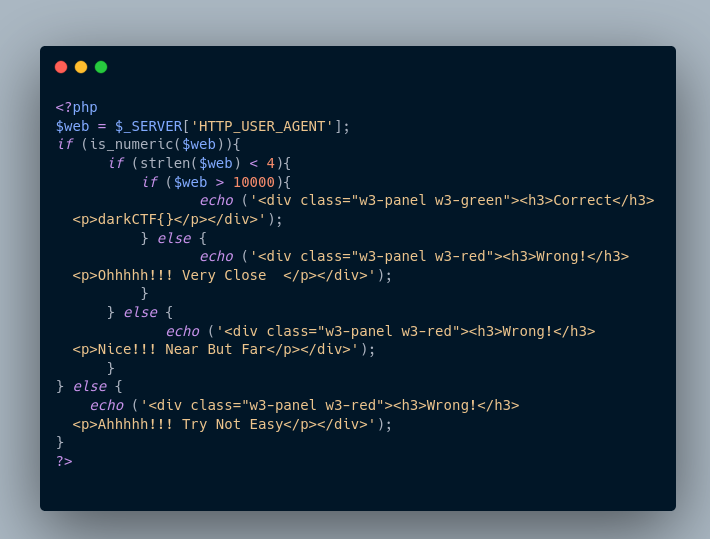 <?php
$web = $_SERVER['HTTP_USER_AGENT'];
if (is_numeric($web)){
      if (strlen($web) < 4){
          if ($web > 10000){
                 echo ('<div class="w3-panel w3-green"><h3>Correct</h3>
  <p>darkCTF{}</p></div>');
          } else {
                 echo ('<div class="w3-panel w3-red"><h3>Wrong!</h3>
  <p>Ohhhhh!!! Very Close  </p></div>');
          }
      } else {
             echo ('<div class="w3-panel w3-red"><h3>Wrong!</h3>
  <p>Nice!!! Near But Far</p></div>');
      }
} else {
    echo ('<div class="w3-panel w3-red"><h3>Wrong!</h3>
  <p>Ahhhhh!!! Try Not Easy</p></div>');
}
?>